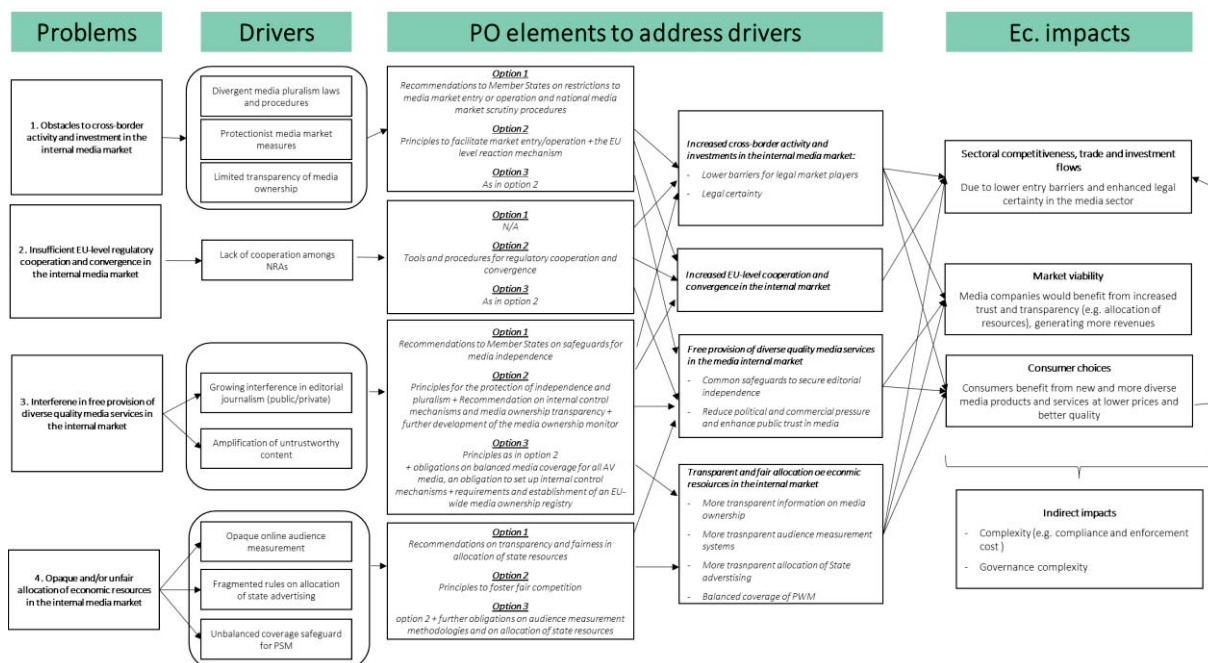 Problems
Drivers
PO elements to address drivers
Ec. impacts
1. Obstacles to cross-border
activity and investment in the
internal media market
Divergent media pluralism laws
and procedures
Protectionist media market
measures
Limited transparency of media
ownership
Option 1
Recommendations to Member States on restrictions to
media market entry or operation and national media
market scrutiny procedures
Option 2
Principles to facilitate market entry/operation + the EU
level reaction mechanism
Option 3
As in option 2
2. Insufficient EU-level regulatory
cooperation and convergence in
the internal media market
Lack of cooperation amongs
NRAs
Option 1
N/A
Option 2
Tools and procedures for regulatory cooperation and
convergence
Option 3
As in option 2
3. Interferene in free provision of
diverse quality media services in
the internal market
Growing interference in editorial
journalism (public/private)
Amplification of untrustworthy
content
Option 1
Recommendations to Member States on safeguards for
media independence
Option 2
Principles for the protection of independence and
pluralism + Recommendation on internal control
mechanisms and media ownership transparency +
further development of the media ownership monitor
Option 3
Principles as in option 2
+ obligations on balanced media coverage for all AV
media, an obligation to set up internal control
mechanisms + requirements and establishment of an EU-
wide media ownership registry
4. Opaque and/or unfair
allocation of economic resources
in the internal media market
Opaque online audience
measurement
Fragmented rules on allocation
of state advertising
Unbalanced coverage safeguard
for PSM
Option 1
Recommendations on transparency and fairness in
allocation of state resources
Option 2
Principles to foster fair competition
Option 3
option 2 + further obligations on audience measurement
methodologies and on allocation of state resources
Increased cross-border activity and
investments in the internal media market:
- Lower barriers for legal market players
- Legal certainty
Increased EU-level cooperation and
convergence in the internal marrket
Free provision of diverse quality media services
in the media internal market
- Common safeguards to secure editorial
independence
- Reduce political and commercial pressure
and enhance public trust in media
Transparent and fair allocation oe econmic
resoiurces in the internal market
- More transparent information on media
ownership
- More trasnparent audience measurement
systems
- More trasnparent allocation of State
advertising
- Balanced coverage of PWM
Sectoral competitiveness, trade and investment
flows
Due to lower entry barriers and enhanced legal
certainty in the media sector
Market viability
Media companies would benefit from increased
trust and transparency (e.g. allocation of
resources), generating more revenues
Consumer choices
Consumers benefit from new and more diverse
media products and services at lower prices and
better quality
Indirect impacts
- Complexity (e.g. compliance and enforcement
cost )
- Governance complexity